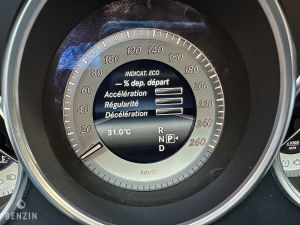 120 140
100 160
80 180
60 200
40 220
20 240
260
INDICAT. ECO
– % dep. départ
Accélération
Régularité
Décélération
31.0°C
R
N P
D
km/h
BENZIN